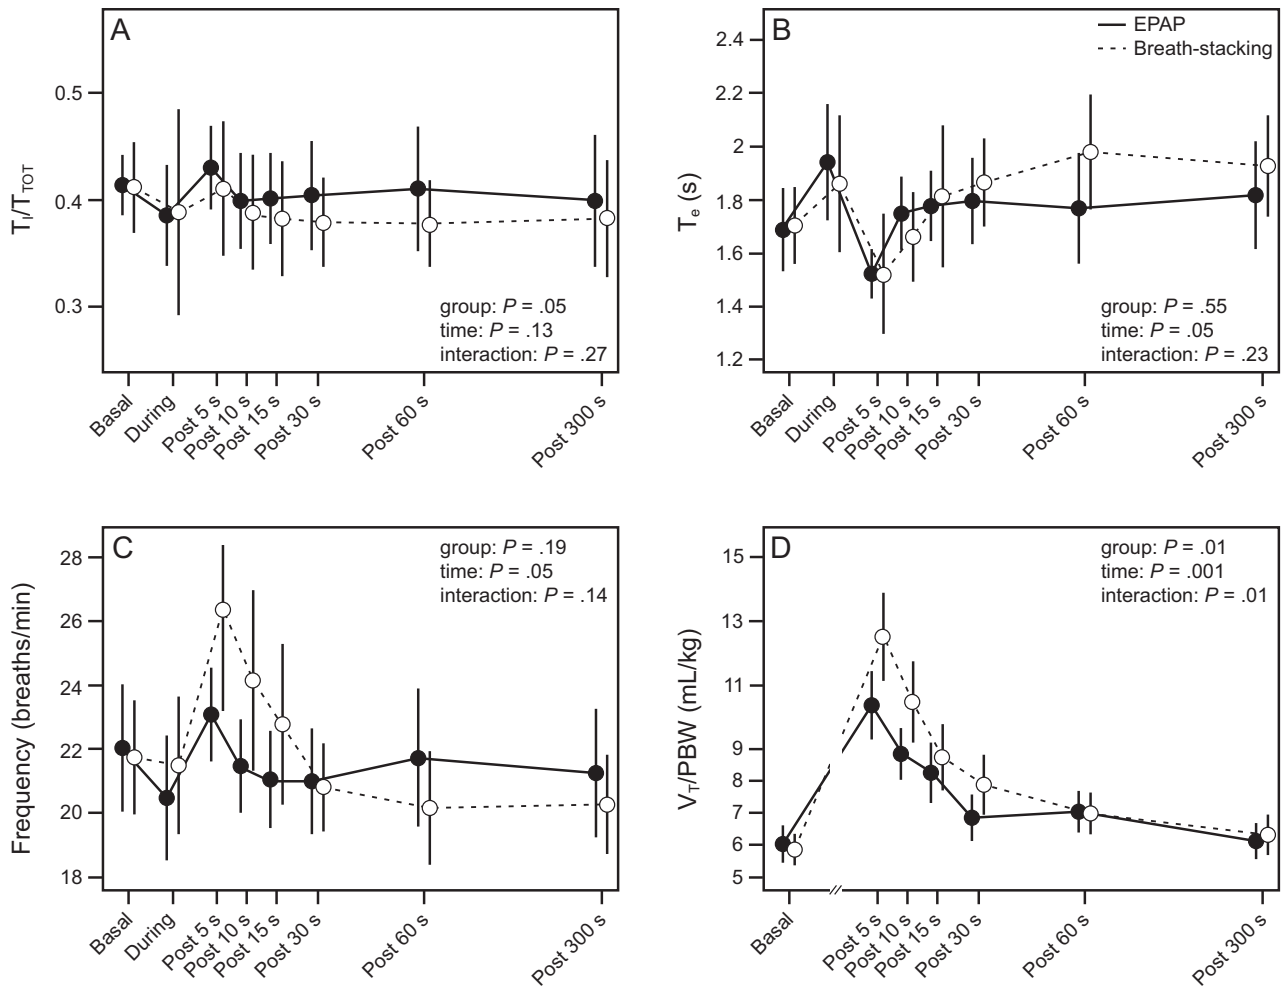 A
0.5
0.4
0.3
TI/TTOT
group: P = .05
time: P = .13
interaction: P = .27
Basal
During
Post 5 s
Post 10 s
Post 15 s
Post 30 s
Post 60 s
Post 300 s
B
EPAP
Breath-stacking
2.4
2.2
2
1.8
1.6
1.4
1.2
Te (s)
group: P = .55
time: P = .05
interaction: P = .23
Basal
During
Post 5 s
Post 10 s
Post 15 s
Post 30 s
Post 60 s
Post 300 s
C
group: P = .19
time: P = .05
interaction: P = .14
28
26
24
22
20
18
Frequency (breaths/min)
Basal
During
Post 5 s
Post 10 s
Post 15 s
Post 30 s
Post 60 s
Post 300 s
D
group: P = .01
time: P = .001
interaction: P = .01
15
13
11
9
8
7
6
5
VT/PBW (mL/kg)
Basal
Post 5 s
Post 10 s
Post 15 s
Post 30 s
Post 60 s
Post 300 s